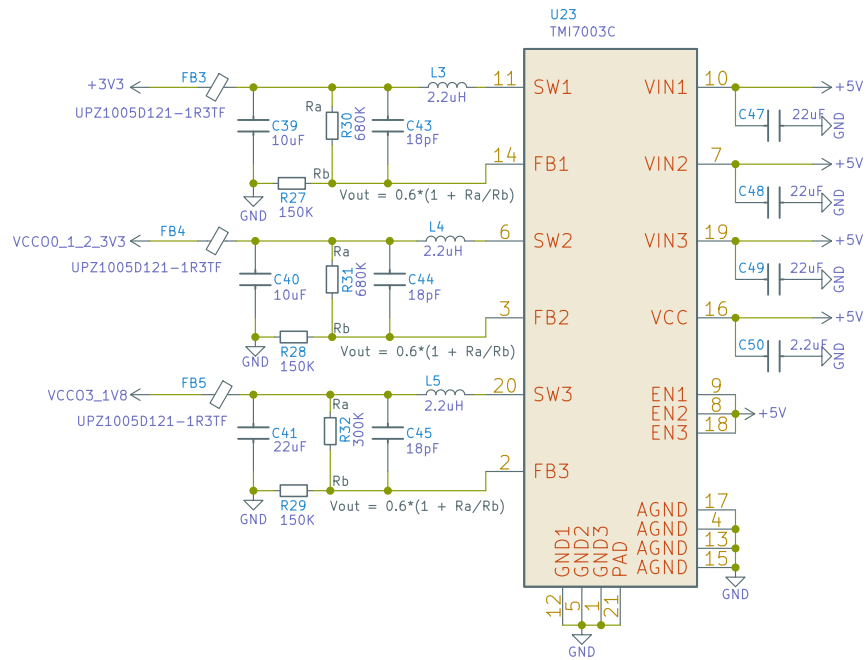 U23
TMI7003C
+3V3
FB3
UPZ1005D121-1R3TF
C39
10uF
Ra
R30
680K
C43
18pF
L3
2.2uH
Rb
R27
150K
GND
Vout = 0.6*(1 + Ra/Rb)
VCCO0_1_2_3V3
FB4
UPZ1005D121-1R3TF
C40
10uF
Ra
R31
680K
C44
18pF
L4
2.2uH
Rb
R28
150K
GND
Vout = 0.6*(1 + Ra/Rb)
VCCO3_1V8
FB5
UPZ1005D121-1R3TF
C41
22uF
Ra
R32
300K
C45
18pF
L5
2.2uH
Rb
R29
150K
GND
Vout = 0.6*(1 + Ra/Rb)
11 SW1
14 FB1
6 SW2
3 FB2
20 SW3
2 FB3
VIN1 10
+5V
C47 22uF
GND
VIN2 7
+5V
C48 22uF
GND
VIN3 19
+5V
C49 22uF
GND
VCC 16
+5V
C50 2.2uF
GND
EN1 9
EN2 8
EN3 18
+5V
AGND 17
AGND 4
AGND 13
AGND 15
GND
GND1 12
GND2 5
GND3 1
PAD 21
GND